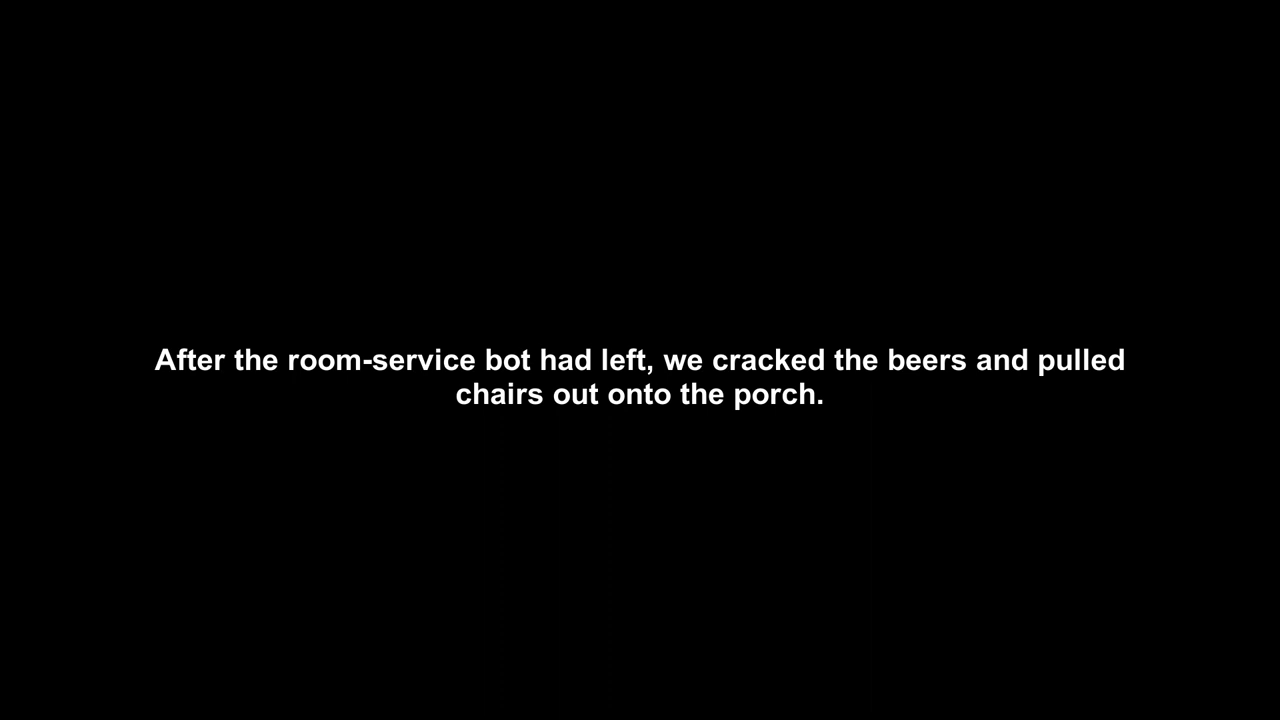 After the room-service bot had left, we cracked the beers and pulled
chairs out onto the porch.